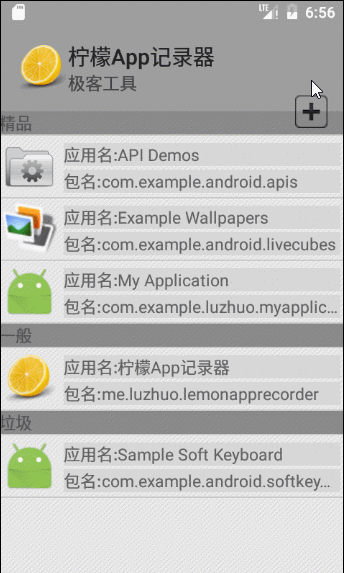 LTE 6:56
柠檬App记录器
极客工具
精品
应用名:API Demos
包名:com.example.android.apis
应用名:Example Wallpapers
包名:com.example.android.livecubes
应用名:My Application
包名:com.example.luzhuo.myapplic...
一般
应用名:柠檬App记录器
包名:me.luzhuo.lemonapprecorder
垃圾
应用名:Sample Soft Keyboard
包名:com.example.android.softkey...